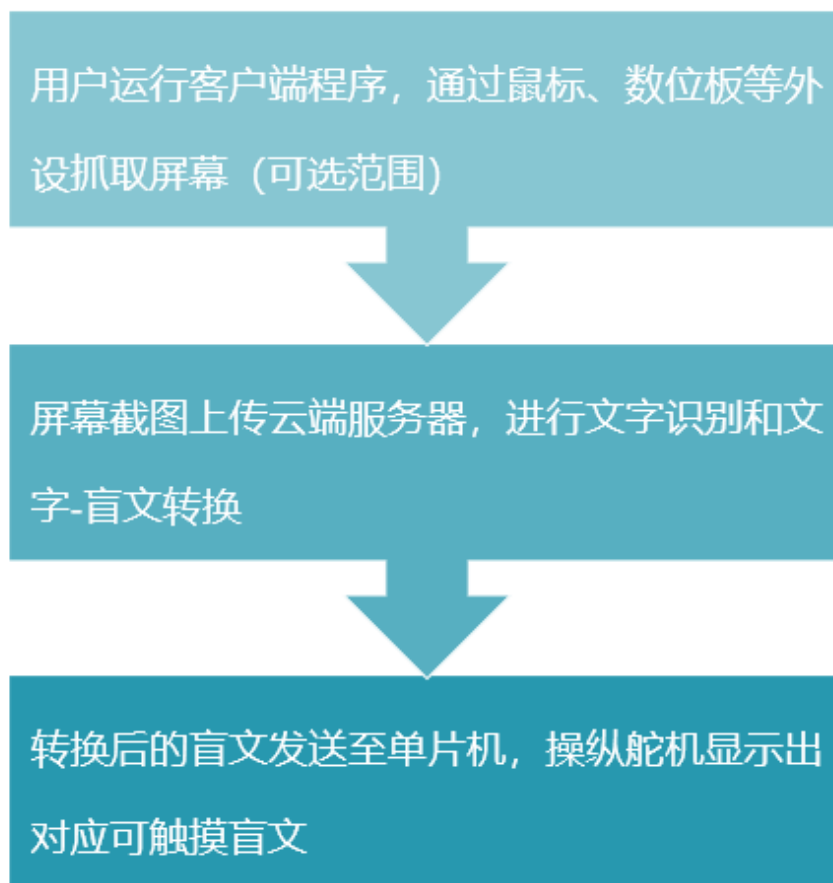 用户运行客户端程序，通过鼠标、数位板等外
设抓取屏幕（可选范围）
屏幕截图上传云端服务器，进行文字识别和文
字-盲文转换
转换后的盲文发送至单片机，操纵舵机显示出
对应可触摸盲文